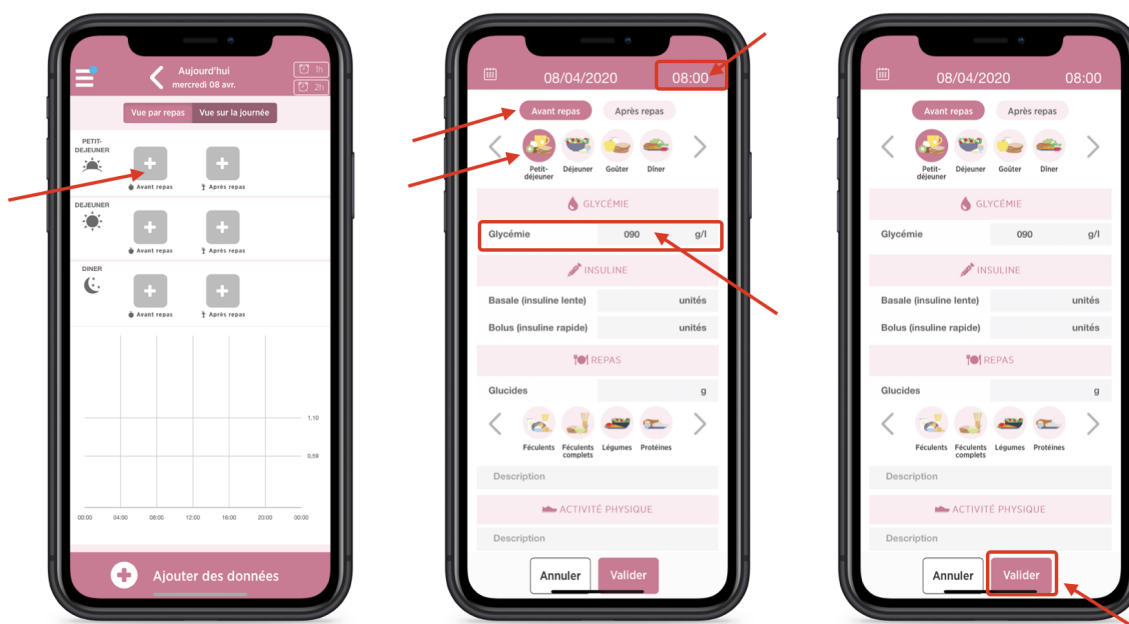 Aujourd'hui
mercredi 08 avr.
1h
2h
Vue par repas Vue sur la journée
PETIT-
DEJEUNER
Avant repas Après repas
DEJEUNER
Avant repas Après repas
DINER
Avant repas Après repas
1,10
0,59
00:00 04:00 08:00 12:00 16:00 20:00 00:00
Ajouter des données
08/04/2020 08:00
Avant repas Après repas
Petit-
déjeuner Déjeuner Goûter Dîner
GLYCÉMIE
Glycémie 090 g/l
INSULINE
Basale (insuline lente) unités
Bolus (insuline rapide) unités
REPAS
Glucides g
Féculents Féculents
complets Légumes Protéines
Description
ACTIVITÉ PHYSIQUE
Description
Annuler Valider
08/04/2020 08:00
Avant repas Après repas
Petit-
déjeuner Déjeuner Goûter Dîner
GLYCÉMIE
Glycémie 090 g/l
INSULINE
Basale (insuline lente) unités
Bolus (insuline rapide) unités
REPAS
Glucides g
Féculents Féculents
complets Légumes Protéines
Description
ACTIVITÉ PHYSIQUE
Description
Annuler Valider